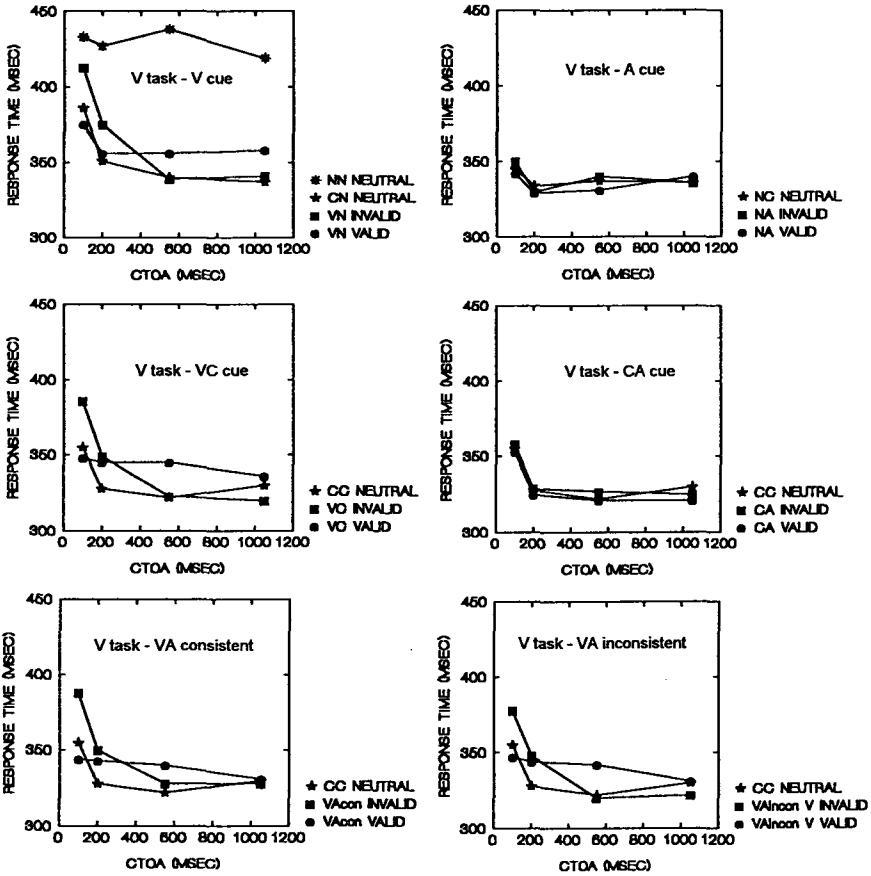 450
400
350
300
RESPONSE TIME (MSEC)
V task - V cue
0 200 400 600 800 1000 1200
CTOA (MSEC)
NN NEUTRAL
CN NEUTRAL
VN INVALID
VN VALID
450
400
350
300
RESPONSE TIME (MSEC)
V task - A cue
0 200 400 600 800 1000 1200
CTOA (MSEC)
NC NEUTRAL
NA INVALID
NA VALID
450
400
350
300
RESPONSE TIME (MSEC)
V task - VC cue
0 200 400 600 800 1000 1200
CTOA (MSEC)
CC NEUTRAL
VC INVALID
VC VALID
450
400
350
300
RESPONSE TIME (MSEC)
V task - CA cue
0 200 400 600 800 1000 1200
CTOA (MSEC)
CC NEUTRAL
CA INVALID
CA VALID
450
400
350
300
RESPONSE TIME (MSEC)
V task - VA consistent
0 200 400 600 800 1000 1200
CTOA (MSEC)
CC NEUTRAL
VAcon INVALID
VAcon VALID
450
400
350
300
RESPONSE TIME (MSEC)
V task - VA inconsistent
0 200 400 600 800 1000 1200
CTOA (MSEC)
CC NEUTRAL
VAincon V INVALID
VAincon V VALID